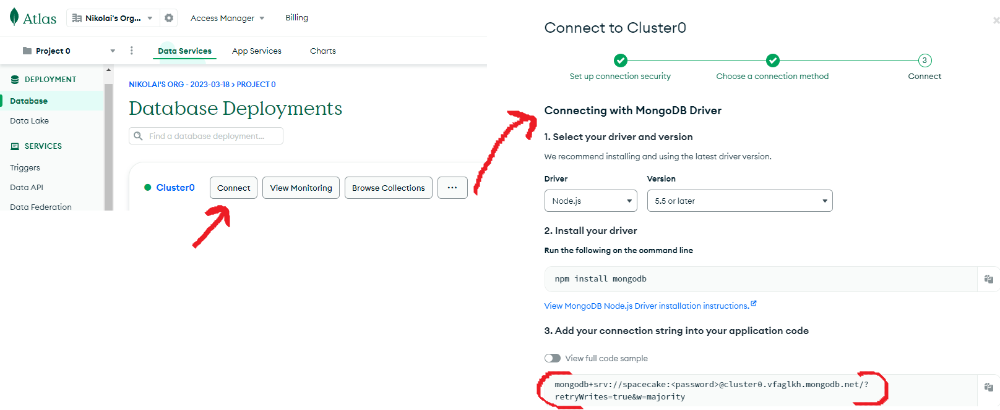 Atlas
Nikolai's Org...
Access Manager
Billing
Project 0
Data Services
App Services
Charts
DEPLOYMENT
Database
Data Lake
SERVICES
Triggers
Data API
Data Federation
NIKOLAI'S ORG - 2023-03-18 > PROJECT 0
Database Deployments
Find a database deployment...
Cluster0
Connect
View Monitoring
Browse Collections
...
Connect to Cluster0
×
3
Set up connection security
Choose a connection method
Connect
Connecting with MongoDB Driver
1. Select your driver and version
We recommend installing and using the latest driver version.
Driver
Version
Node.js
5.5 or later
2. Install your driver
Run the following on the command line
npm install mongodb
View MongoDB Node.js Driver installation instructions.
3. Add your connection string into your application code
View full code sample
mongodb+srv://spacecake:<password>@cluster0.vfaglkh.mongodb.net/?
retryWrites=true&w=majority